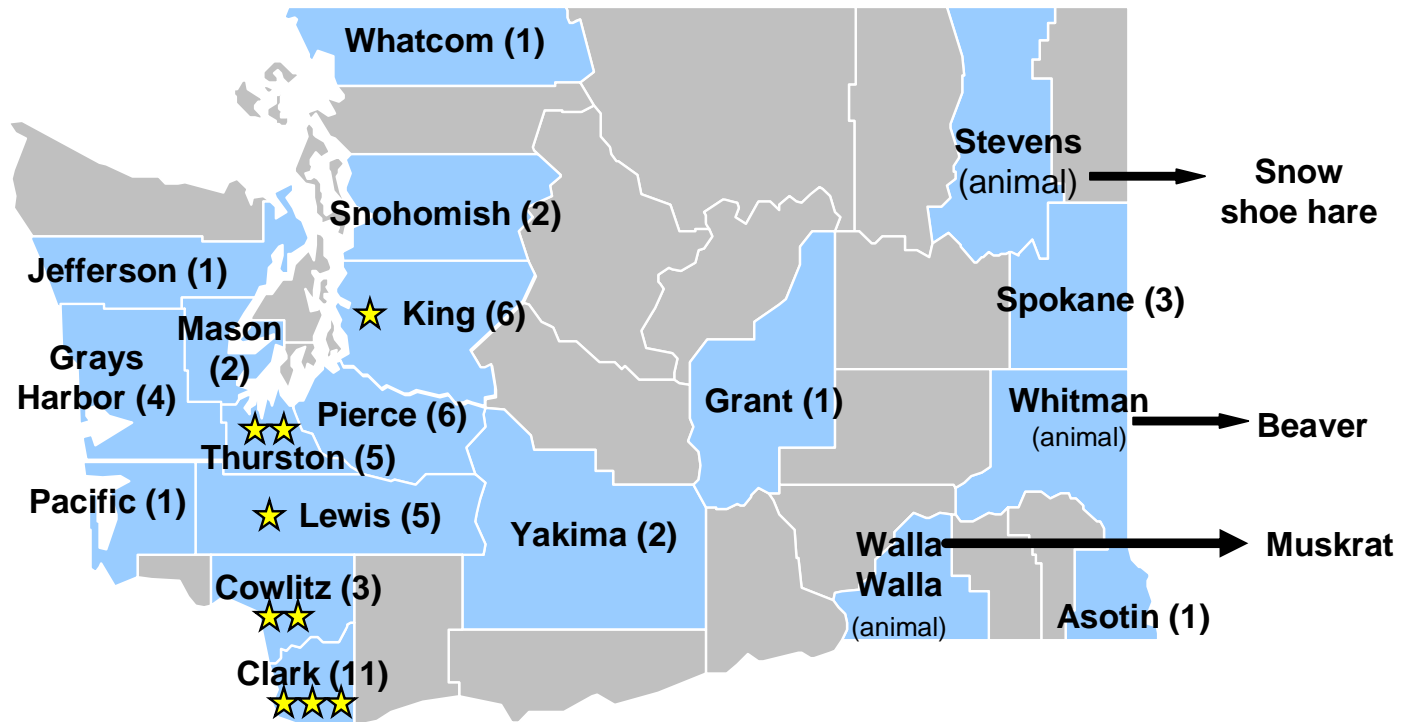 Whatcom (1)
Stevens
(animal)
Snow
shoe hare
Snohomish (2)
Jefferson (1)
Spokane (3)
King (6)
Mason
(2)
Grays
Harbor (4)
Grant (1)
Whitman
(animal)
Beaver
Pierce (6)
Thurston (5)
Pacific (1)
Lewis (5)
Yakima (2)
Walla
Walla
(animal)
Muskrat
Cowlitz (3)
Asotin (1)
Clark (11)